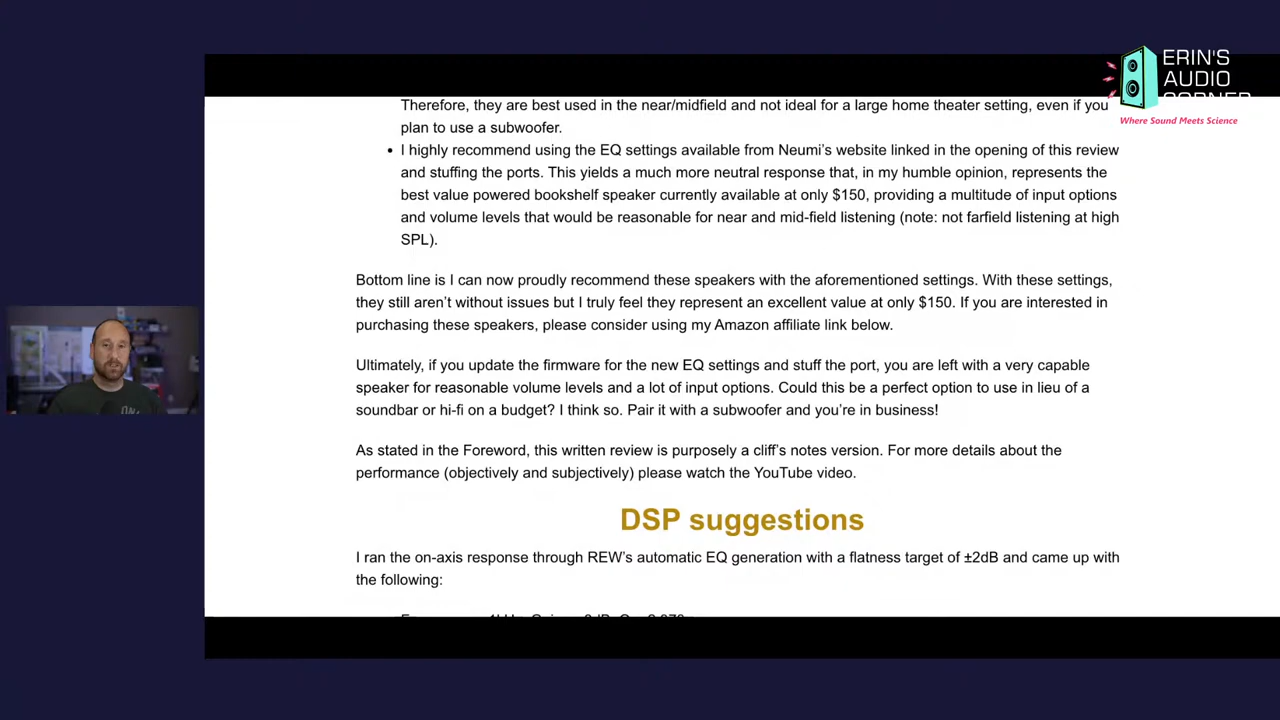 ERIN'S
AUDIO
CORNER
Where Sound Meets Science
Therefore, they are best used in the near/midfield and not ideal for a large home theater setting, even if you
plan to use a subwoofer.
• I highly recommend using the EQ settings available from Neumi's website linked in the opening of this review
and stuffing the ports. This yields a much more neutral response that, in my humble opinion, represents the
best value powered bookshelf speaker currently available at only $150, providing a multitude of input options
and volume levels that would be reasonable for near and mid-field listening (note: not farfield listening at high
SPL).
Bottom line is I can now proudly recommend these speakers with the aforementioned settings. With these settings,
they still aren't without issues but I truly feel they represent an excellent value at only $150. If you are interested in
purchasing these speakers, please consider using my Amazon affiliate link below.
Ultimately, if you update the firmware for the new EQ settings and stuff the port, you are left with a very capable
speaker for reasonable volume levels and a lot of input options. Could this be a perfect option to use in lieu of a
soundbar or hi-fi on a budget? I think so. Pair it with a subwoofer and you're in business!
As stated in the Foreword, this written review is purposely a cliff's notes version. For more details about the
performance (objectively and subjectively) please watch the YouTube video.
DSP suggestions
I ran the on-axis response through REW's automatic EQ generation with a flatness target of ±2dB and came up with
the following: